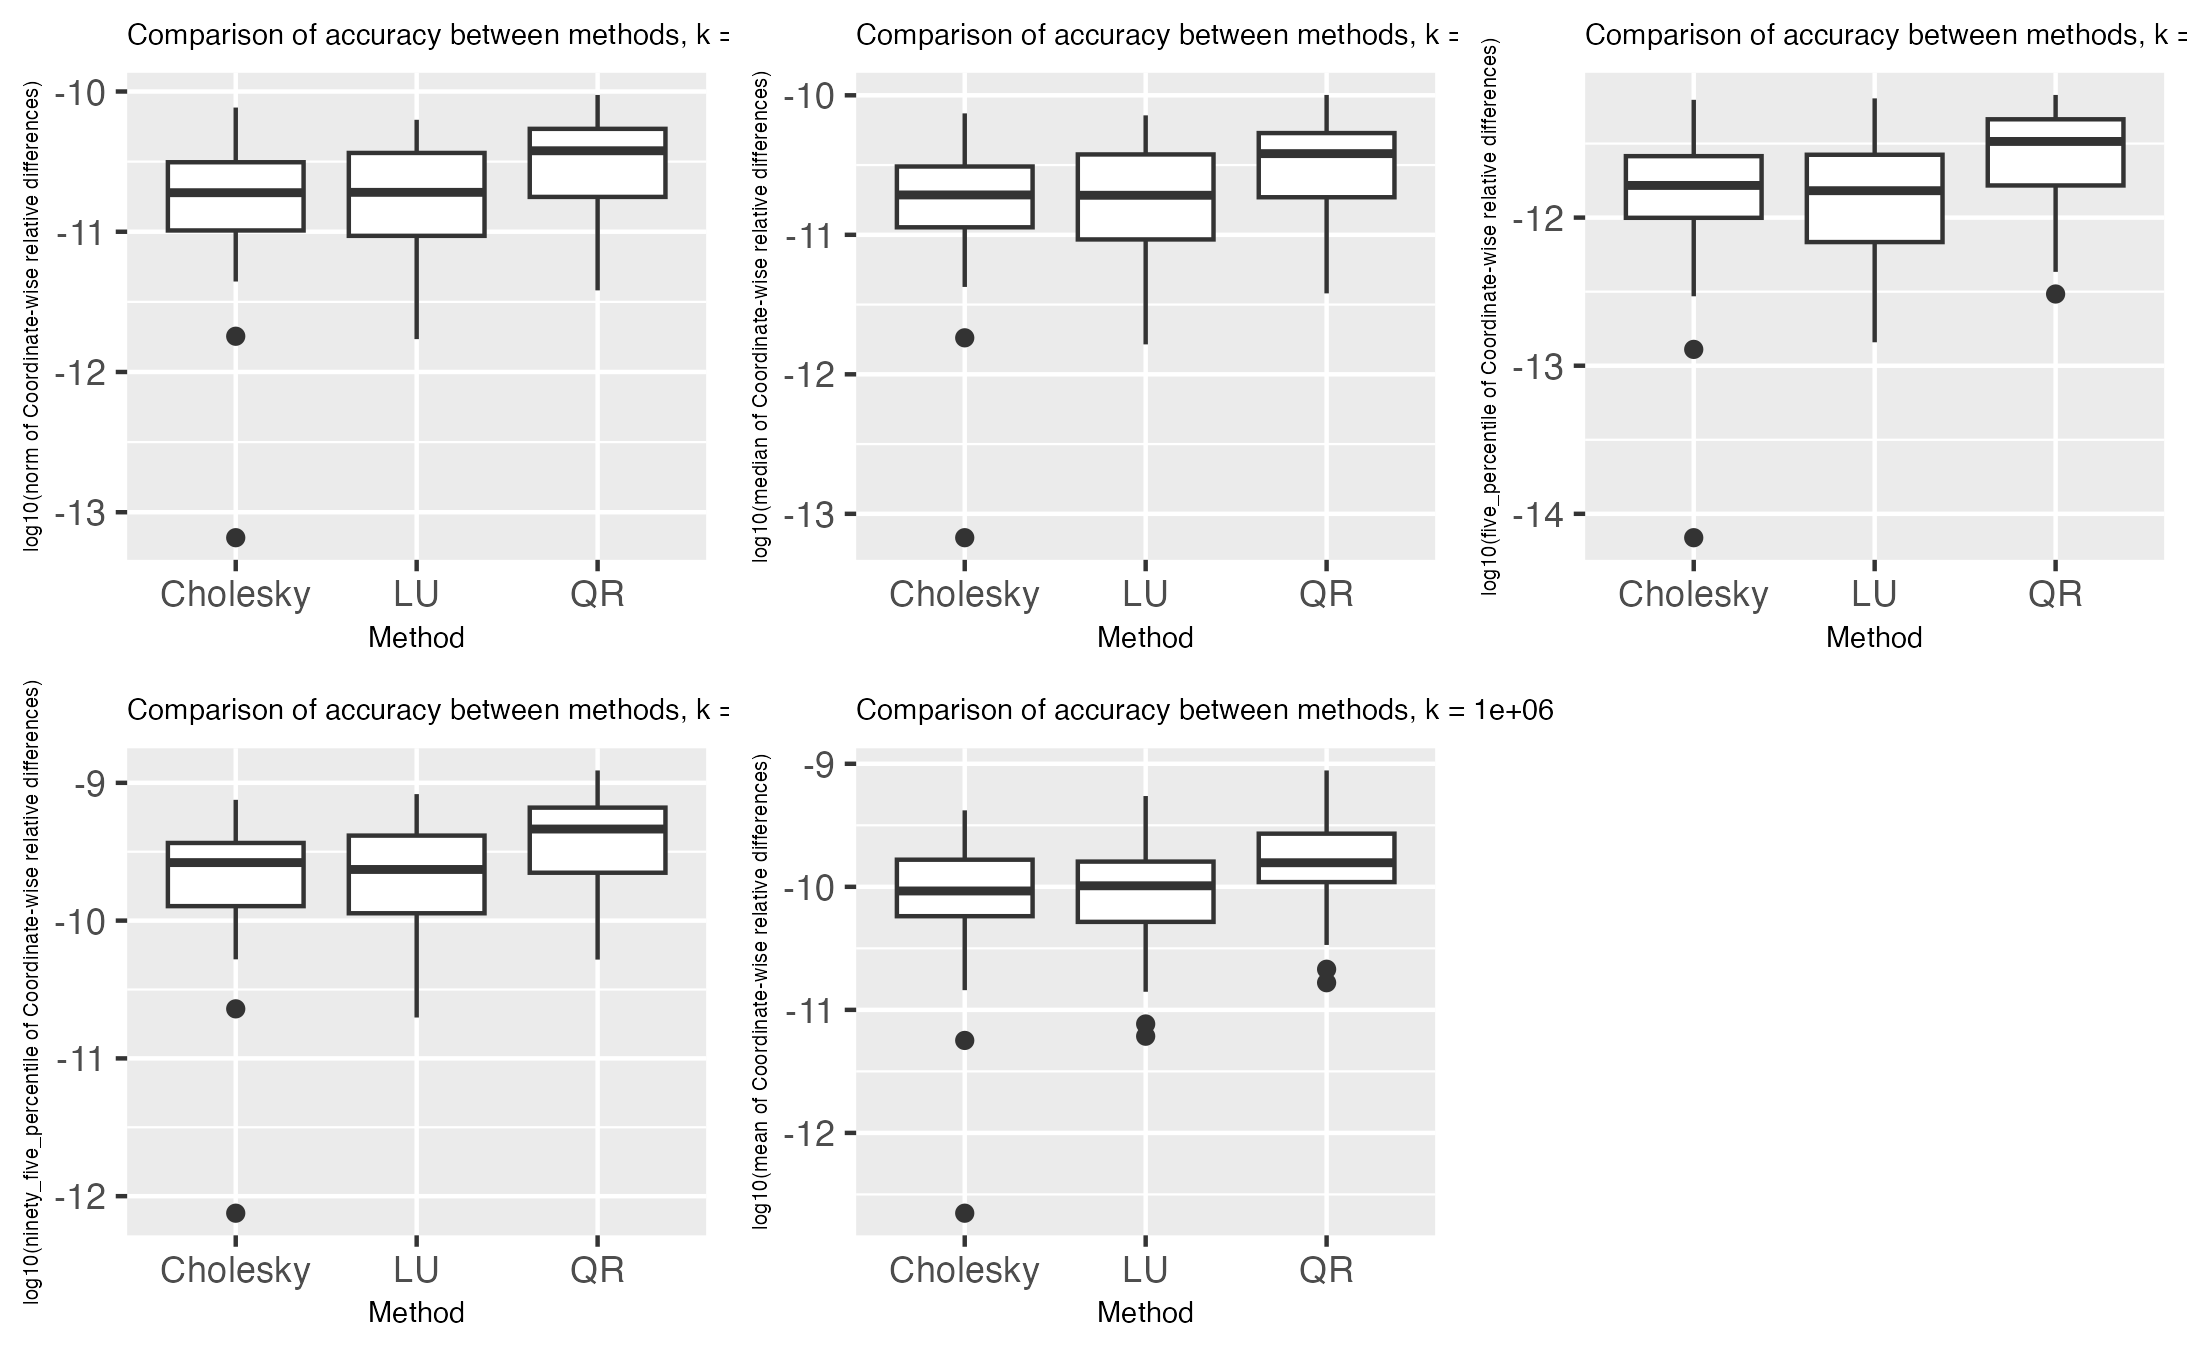 Comparison of accuracy between methods, k =
log10(norm of Coordinate-wise relative differences)
-10
-11
-12
-13
Cholesky LU QR
Method
Comparison of accuracy between methods, k =
log10(median of Coordinate-wise relative differences)
-10
-11
-12
-13
Cholesky LU QR
Method
Comparison of accuracy between methods, k =
log10(five_percentile of Coordinate-wise relative differences)
-12
-13
-14
Cholesky LU QR
Method
Comparison of accuracy between methods, k =
log10(ninety_five_percentile of Coordinate-wise relative differences)
-9
-10
-11
-12
Cholesky LU QR
Method
Comparison of accuracy between methods, k = 1e+06
log10(mean of Coordinate-wise relative differences)
-9
-10
-11
-12
Cholesky LU QR
Method